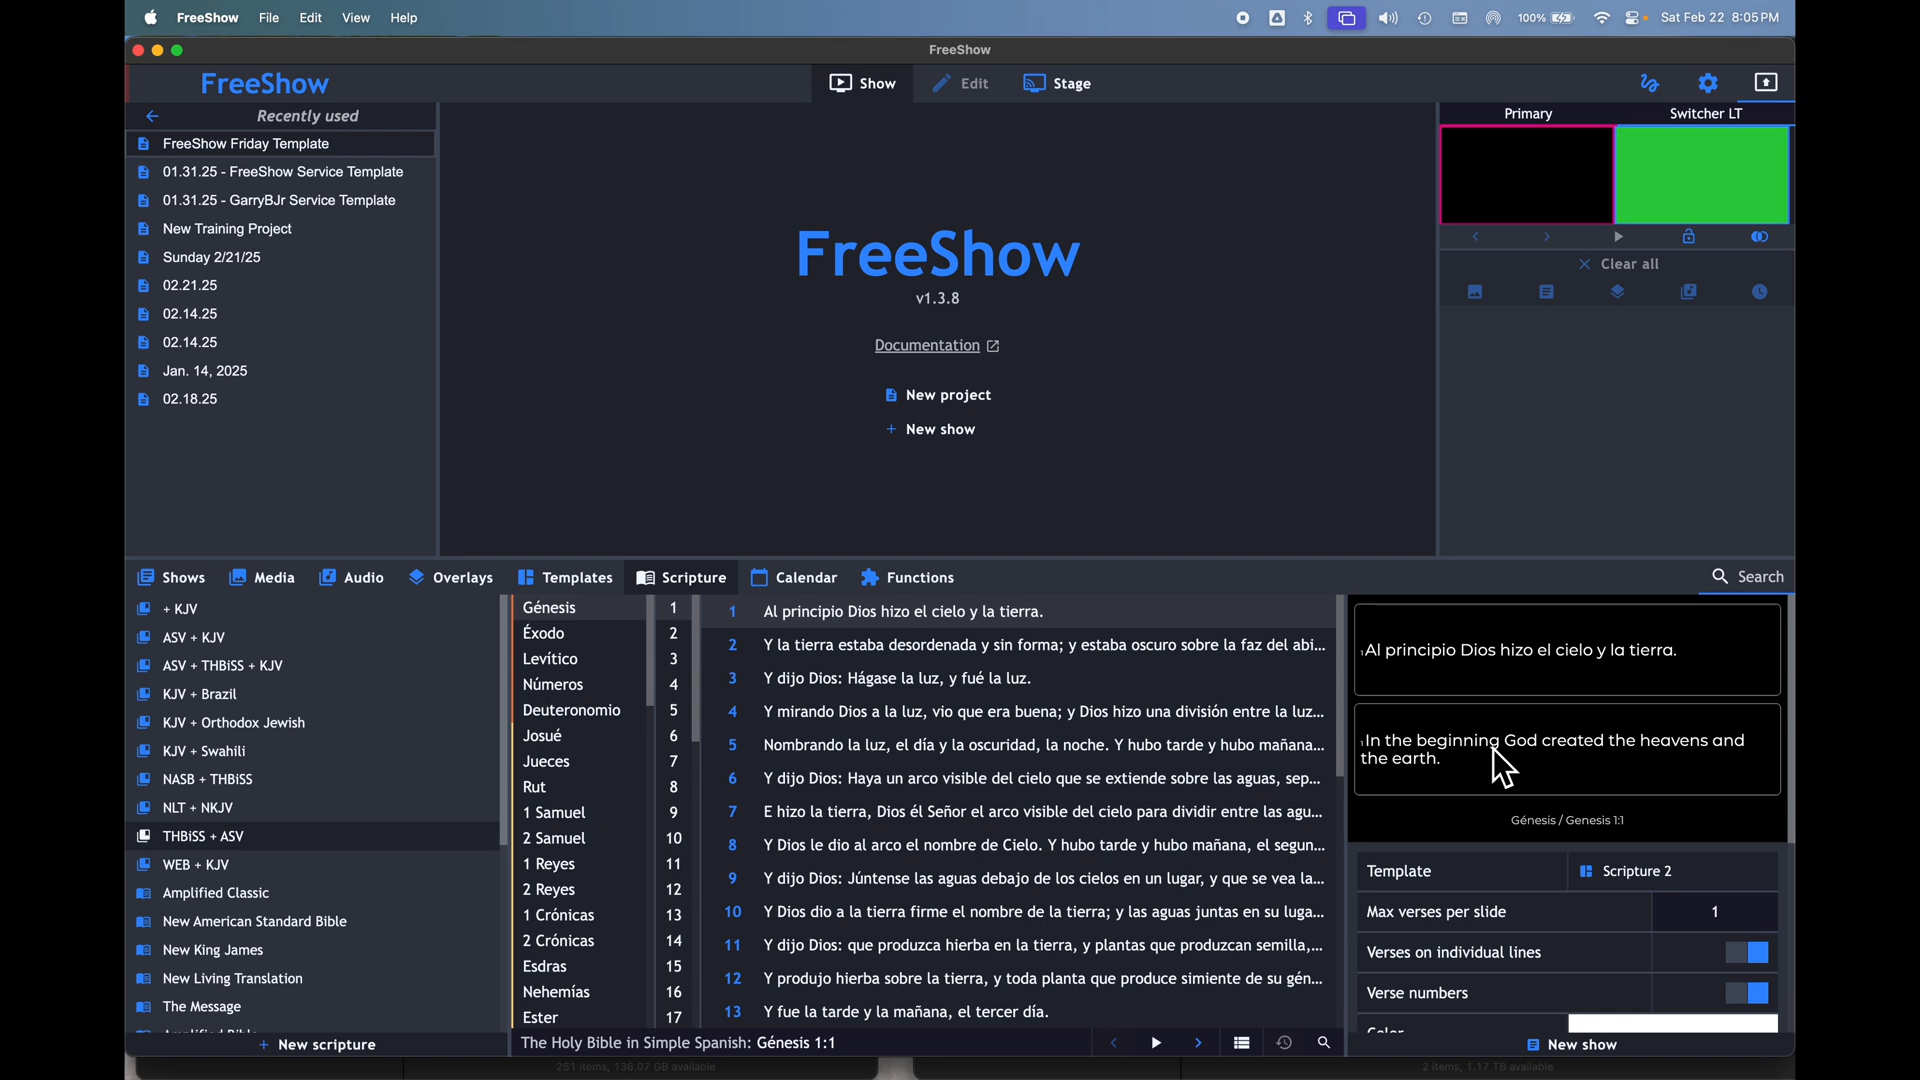 FreeShow File Edit View Help
100% Sat Feb 22 8:05 PM
FreeShow
FreeShow
Show Edit Stage
Recently used
FreeShow Friday Template
01.31.25 - FreeShow Service Template
01.31.25 - GarryBJr Service Template
New Training Project
Sunday 2/21/25
02.21.25
02.14.25
02.14.25
Jan. 14, 2025
02.18.25
FreeShow
v1.3.8
Documentation
New project
+ New show
Primary Switcher LT
Clear all
Shows Media Audio Overlays Templates Scripture Calendar Functions Search
+ KJV
ASV + KJV
ASV + THBiSS + KJV
KJV + Brazil
KJV + Orthodox Jewish
KJV + Swahili
NASB + THBiSS
NLT + NKJV
THBiSS + ASV
WEB + KJV
Amplified Classic
New American Standard Bible
New King James
New Living Translation
The Message
+ New scripture
Génesis
Éxodo
Levítico
Números
Deuteronomio
Josué
Jueces
Rut
1 Samuel
2 Samuel
1 Reyes
2 Reyes
1 Crónicas
2 Crónicas
Esdras
Nehemías
Ester
1
2
3
4
5
6
7
8
9
10
11
12
13
14
15
16
17
1 Al principio Dios hizo el cielo y la tierra.
2 Y la tierra estaba desordenada y sin forma; y estaba oscuro sobre la faz del abi...
3 Y dijo Dios: Hágase la luz, y fué la luz.
4 Y mirando Dios a la luz, vio que era buena; y Dios hizo una división entre la luz...
5 Nombrando la luz, el día y la oscuridad, la noche. Y hubo tarde y hubo mañana...
6 Y dijo Dios: Haya un arco visible del cielo que se extiende sobre las aguas, sep...
7 E hizo la tierra, Dios él Señor el arco visible del cielo para dividir entre las agu...
8 Y Dios le dio al arco el nombre de Cielo. Y hubo tarde y hubo mañana, el segun...
9 Y dijo Dios: Júntense las aguas debajo de los cielos en un lugar, y que se vea la...
10 Y Dios dio a la tierra firme el nombre de la tierra; y las aguas juntas en su luga...
11 Y dijo Dios: que produzca hierba en la tierra, y plantas que produzcan semilla,...
12 Y produjo hierba sobre la tierra, y toda planta que produce simiente de su gén...
13 Y fue la tarde y la mañana, el tercer día.
The Holy Bible in Simple Spanish: Génesis 1:1
1 Al principio Dios hizo el cielo y la tierra.
1 In the beginning God created the heavens and
the earth.
Génesis / Genesis 1:1
Template Scripture 2
Max verses per slide 1
Verses on individual lines
Verse numbers
Color
New show
251 items, 136.07 GB available
2 items, 1.17 TB available